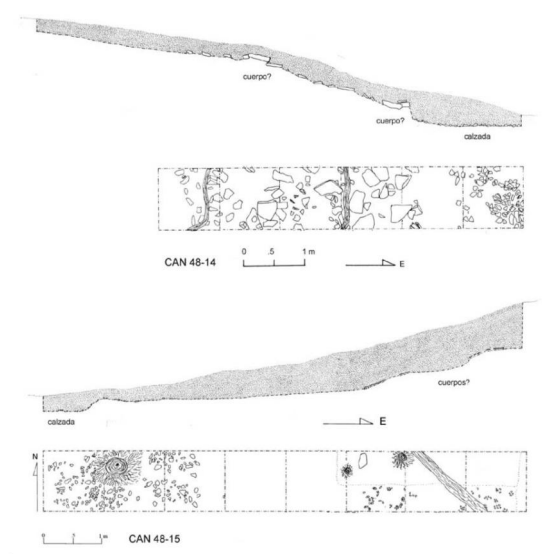 cuerpo?
cuerpo?
calzada
CAN 48-14
0 .5 1 m
E
cuerpos?
calzada
E
N
CAN 48-15